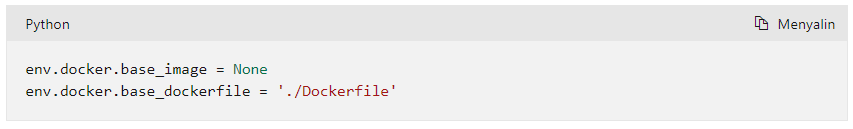 Python
Menyalin
env.docker.base_image = None
env.docker.base_dockerfile = './Dockerfile'